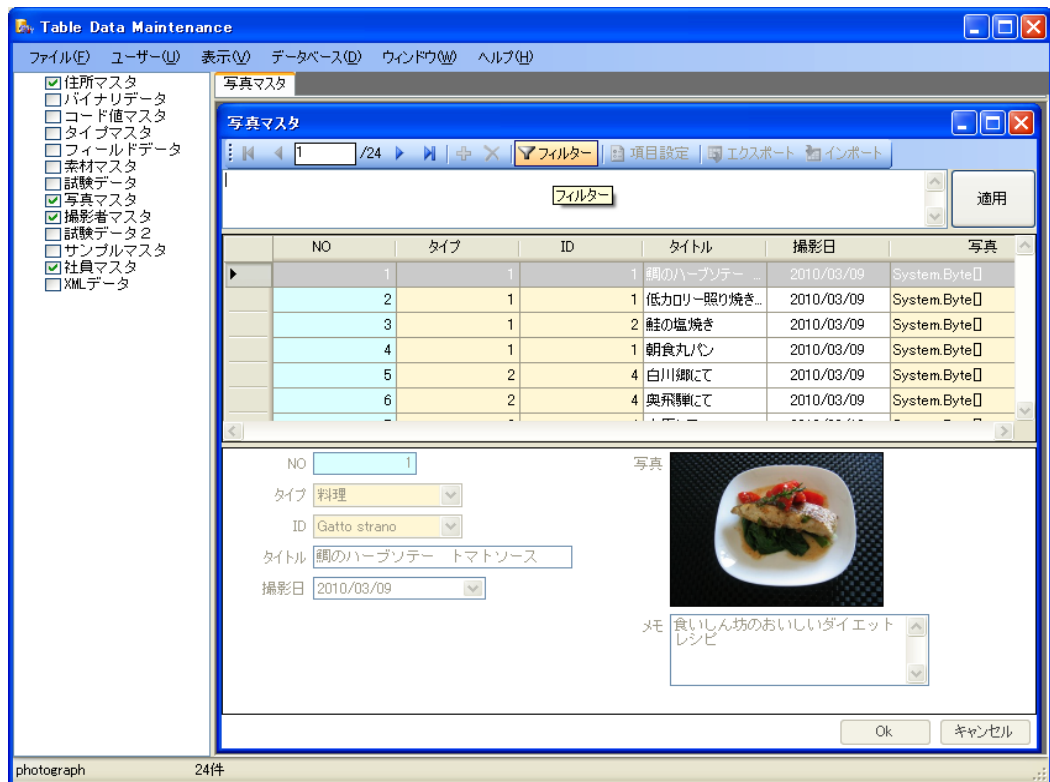 Table Data Maintenance
ファイル(F) ユーザー(U) 表示(V) データベース(D) ウィンドウ(W) ヘルプ(H)
住所マスタ
バイナリデータ
コード値マスタ
タイプマスタ
フィールドデータ
素材マスタ
試験データ
写真マスタ
撮影者マスタ
試験データ2
サンプルマスタ
社員マスタ
XMLデータ
写真マスタ
写真マスタ
1 /24 フィルター 項目設定 エクスポート インポート
フィルター
適用
NO タイプ ID タイトル 撮影日 写真
1 1 1 鯛のハーブソテー ... 2010/03/09 System.Byte[]
2 1 1 低カロリー照り焼き... 2010/03/09 System.Byte[]
3 1 2 鮭の塩焼き 2010/03/09 System.Byte[]
4 1 1 朝食丸パン 2010/03/09 System.Byte[]
5 2 4 白川郷にて 2010/03/09 System.Byte[]
6 2 4 奥飛騨にて 2010/03/09 System.Byte[]
NO 1
タイプ 料理
ID Gatto strano
タイトル 鯛のハーブソテー トマトソース
撮影日 2010/03/09
写真
メモ 食いしん坊のおいしいダイエット
レシピ
Ok キャンセル
photograph 24件